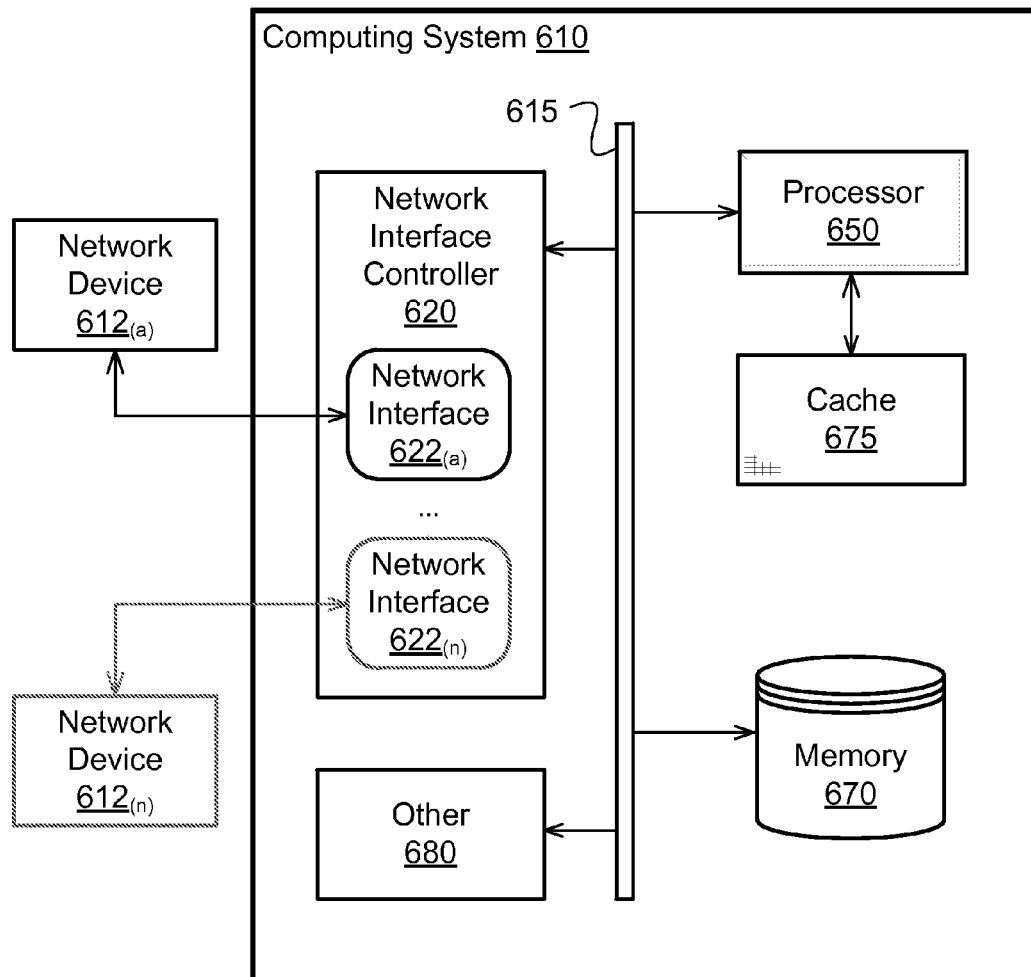 Computing System 610
615
Network
Interface
Controller
620
Processor
650
Network
Device
612(a)
Network
Interface
622(a)
Cache
675
...
Network
Interface
622(n)
Network
Device
612(n)
Memory
670
Other
680